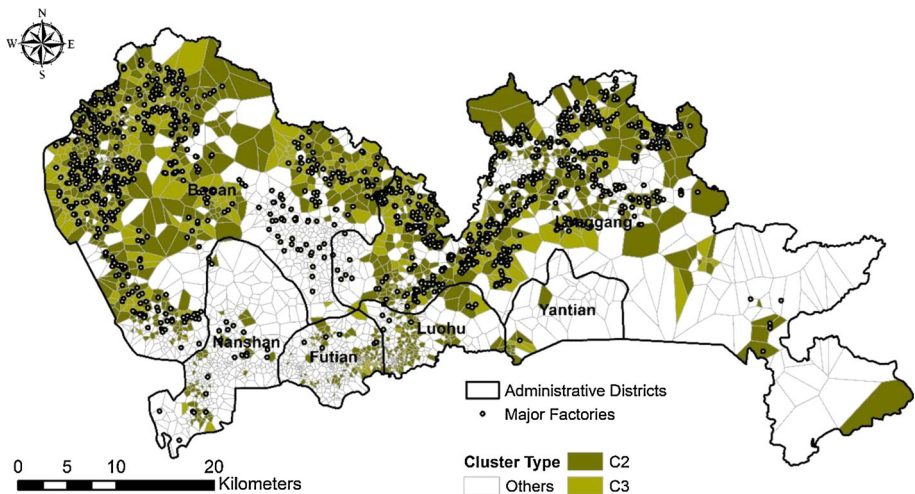 N
W E
S
Baoan
Longgang
Luohu
Yantian
Nanshan
Futian
Administrative Districts
Major Factories
Cluster Type C2
Others C3
0 5 10 20
Kilometers